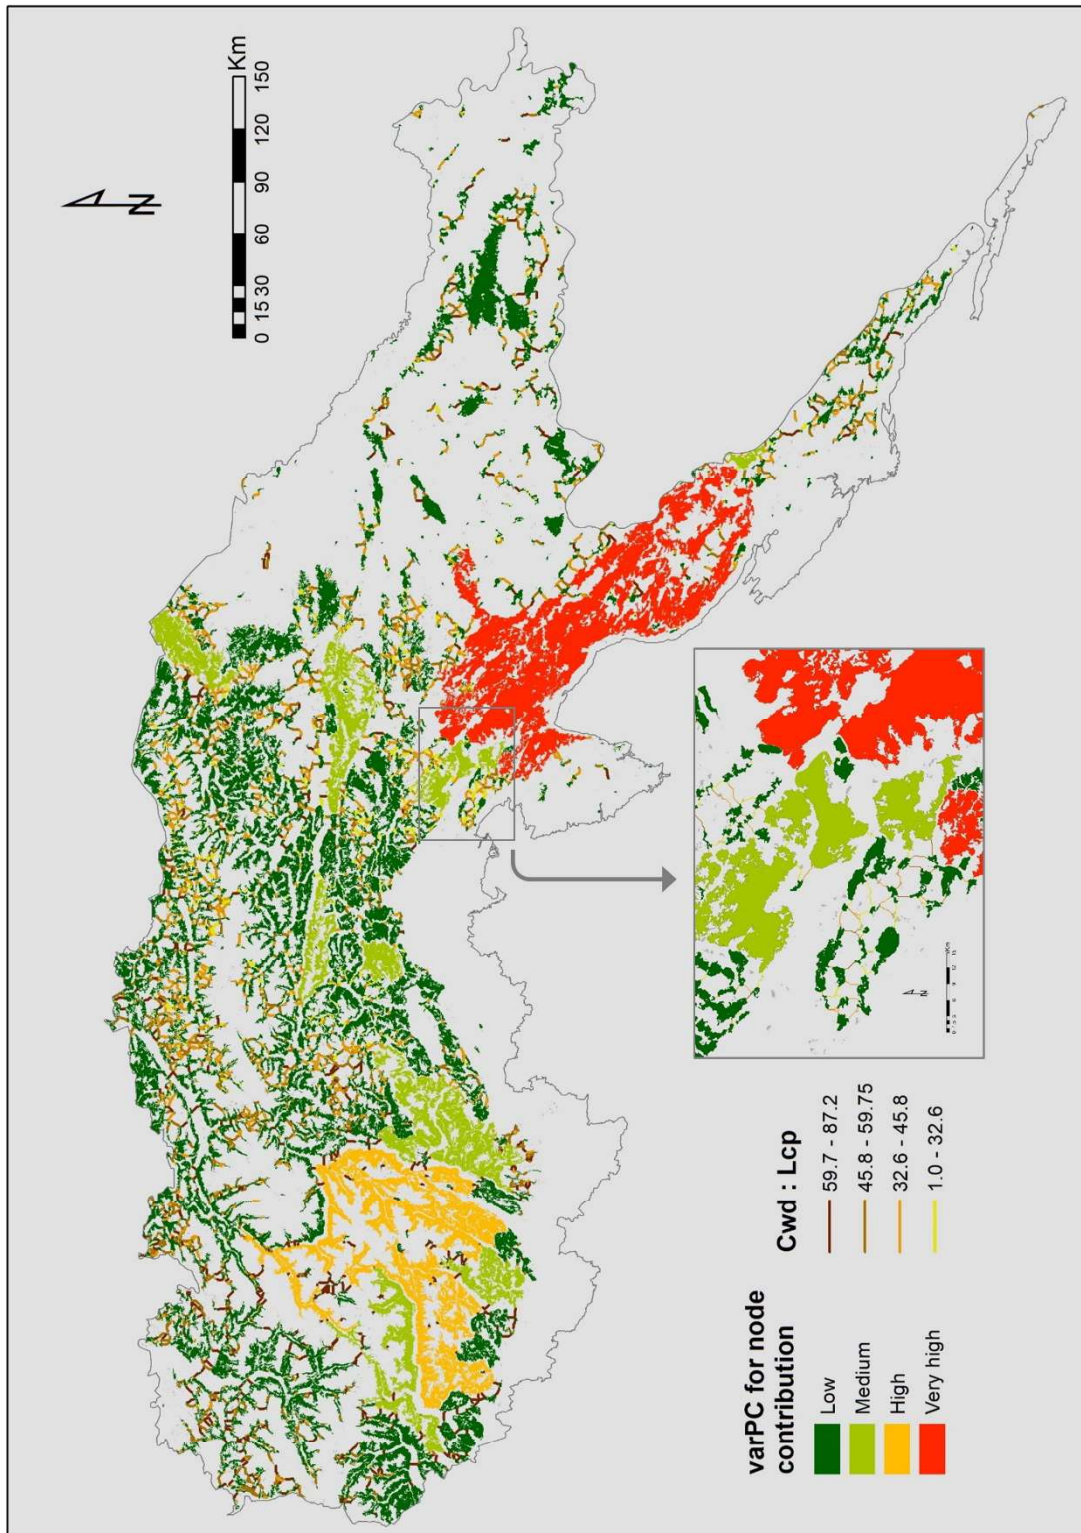 N
0 15 30 60 90 120 150
Km
varPC for node
contribution
Low
Medium
High
Very high
Cwd : Lcp
59.7 - 87.2
45.8 - 59.75
32.6 - 45.8
1.0 - 32.6
N
Km